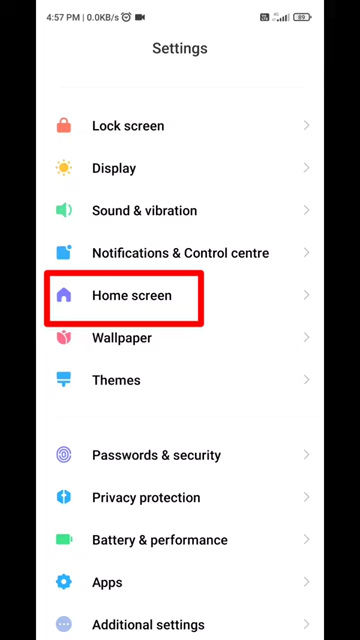 4:57 PM | 0.0KB/s
89
Settings
Lock screen
Display
Sound & vibration
Notifications & Control centre
Home screen
Wallpaper
Themes
Passwords & security
Privacy protection
Battery & performance
Apps
Additional settings